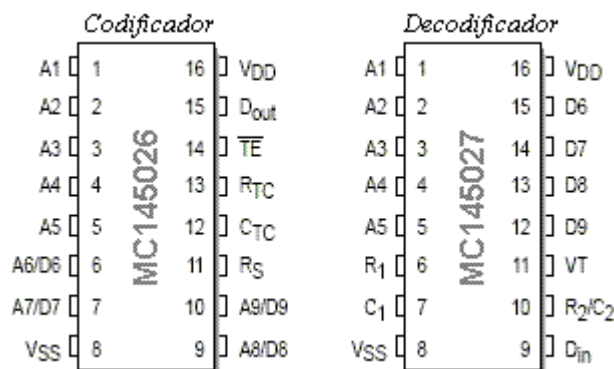 Codificador Decodificador
A1 1 16 VDD A1 1 16 VDD
A2 2 15 Dout A2 2 15 D6
A3 3 14 TE A3 3 14 D7
A4 4 13 RTC A4 4 13 D8
A5 5 12 CTC A5 5 12 D9
A6/D6 6 11 RS R1 6 11 VT
A7/D7 7 10 A9/D9 C1 7 10 R2/C2
VSS 8 9 A8/D8 VSS 8 9 Din
MC145026 MC145027